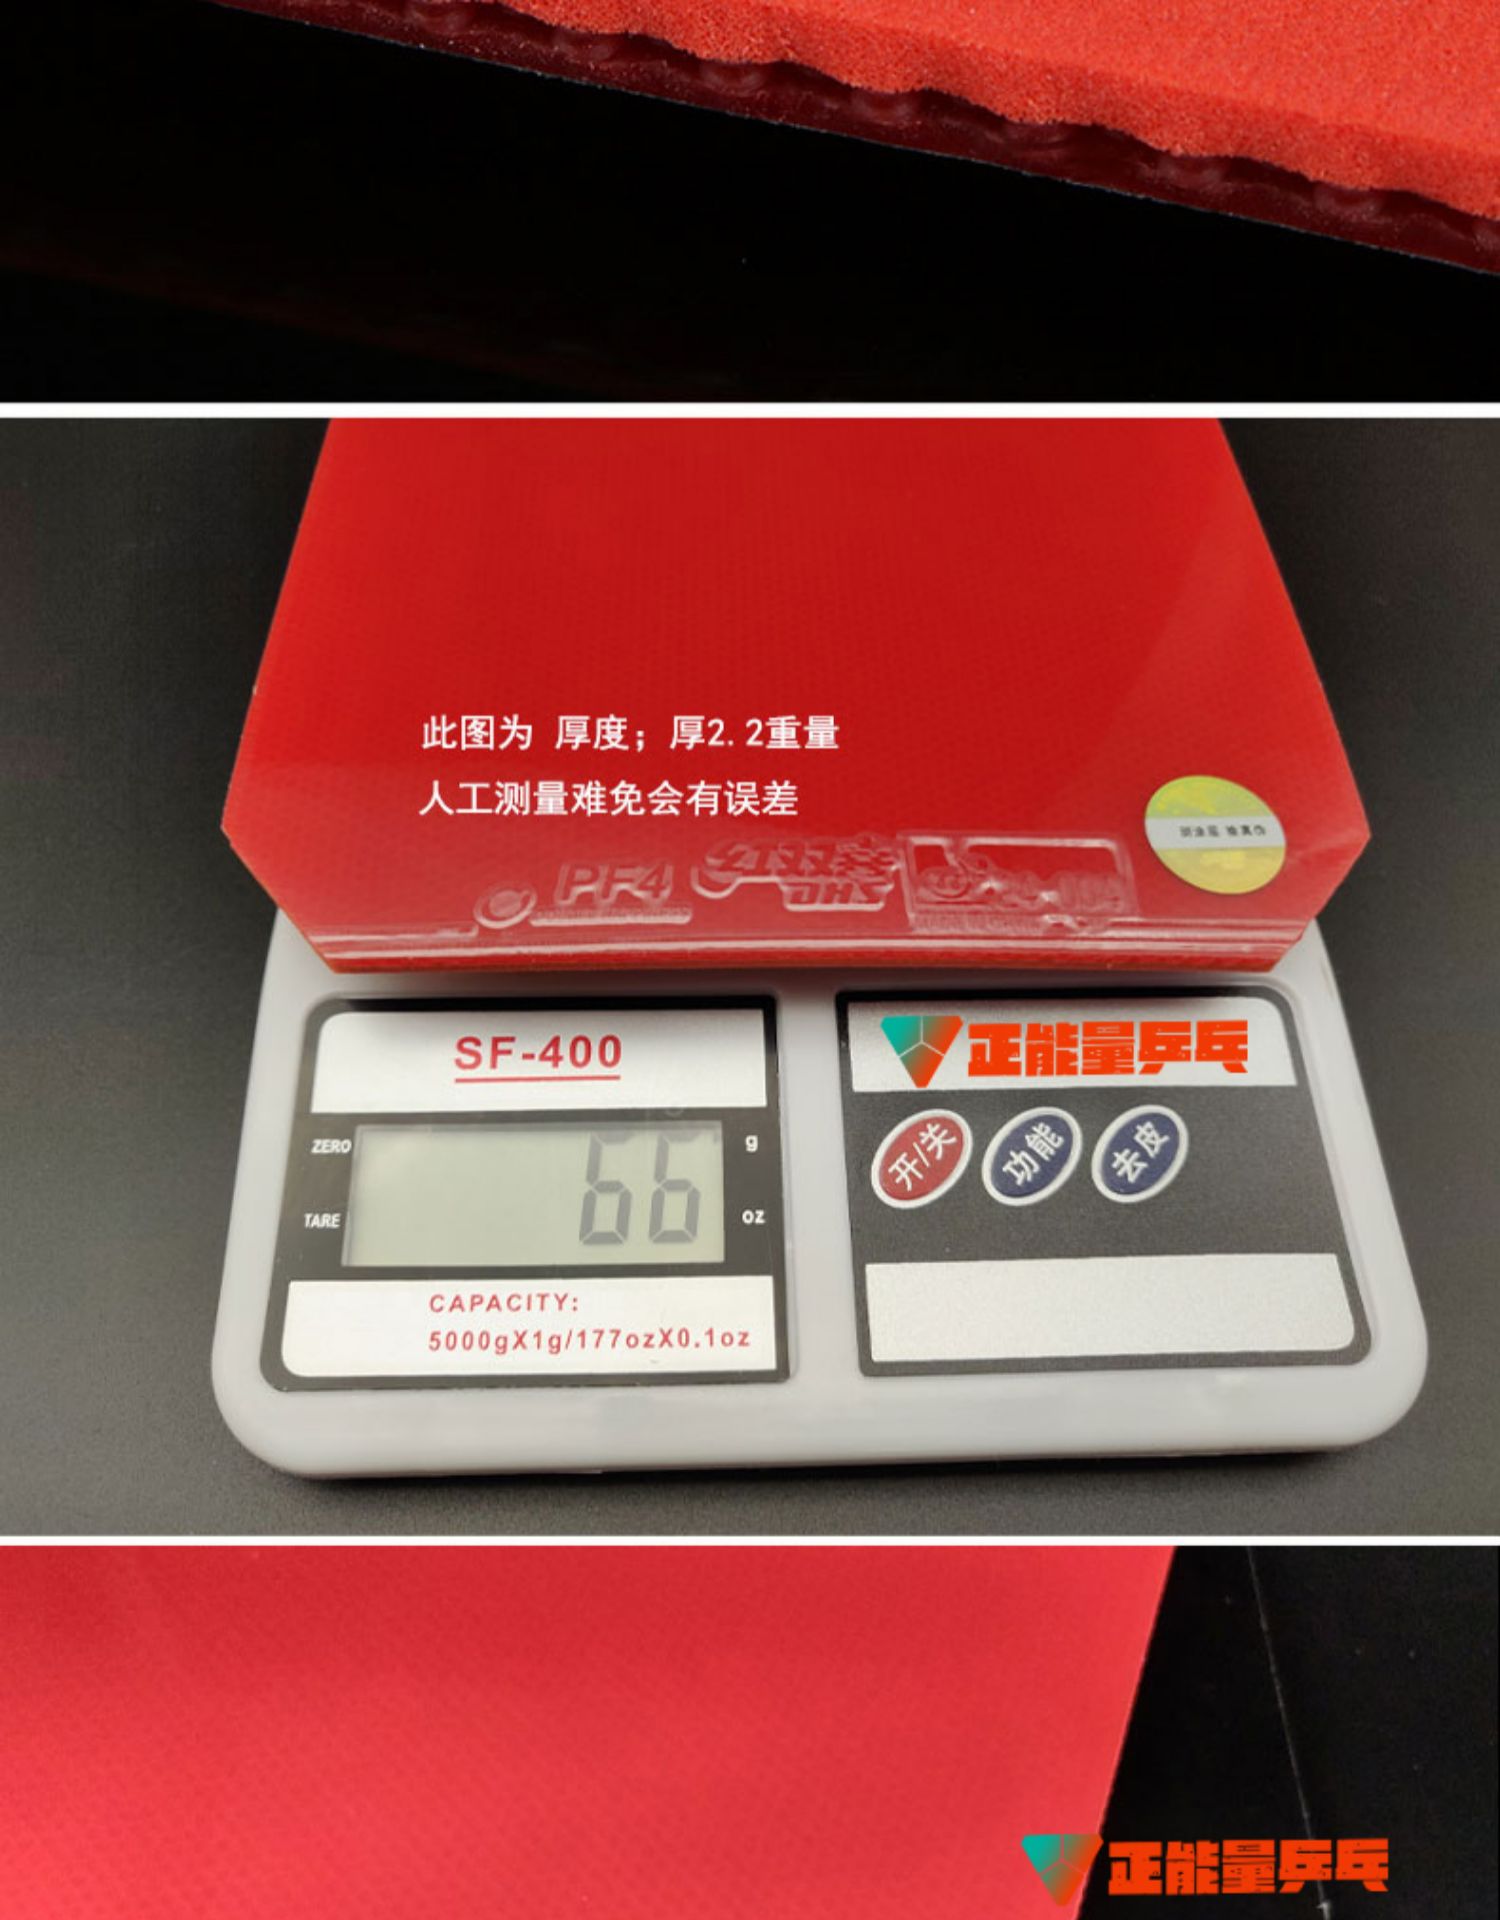 此图为 厚度；厚2.2重量
人工测量难免会有误差
PF4
红双喜
DHS
SF-400
正能量乒乓
ZERO
g
66
TARE
oz
开/关
功能
去皮
CAPACITY:
5000gX1g/177ozX0.1oz
正能量乒乓